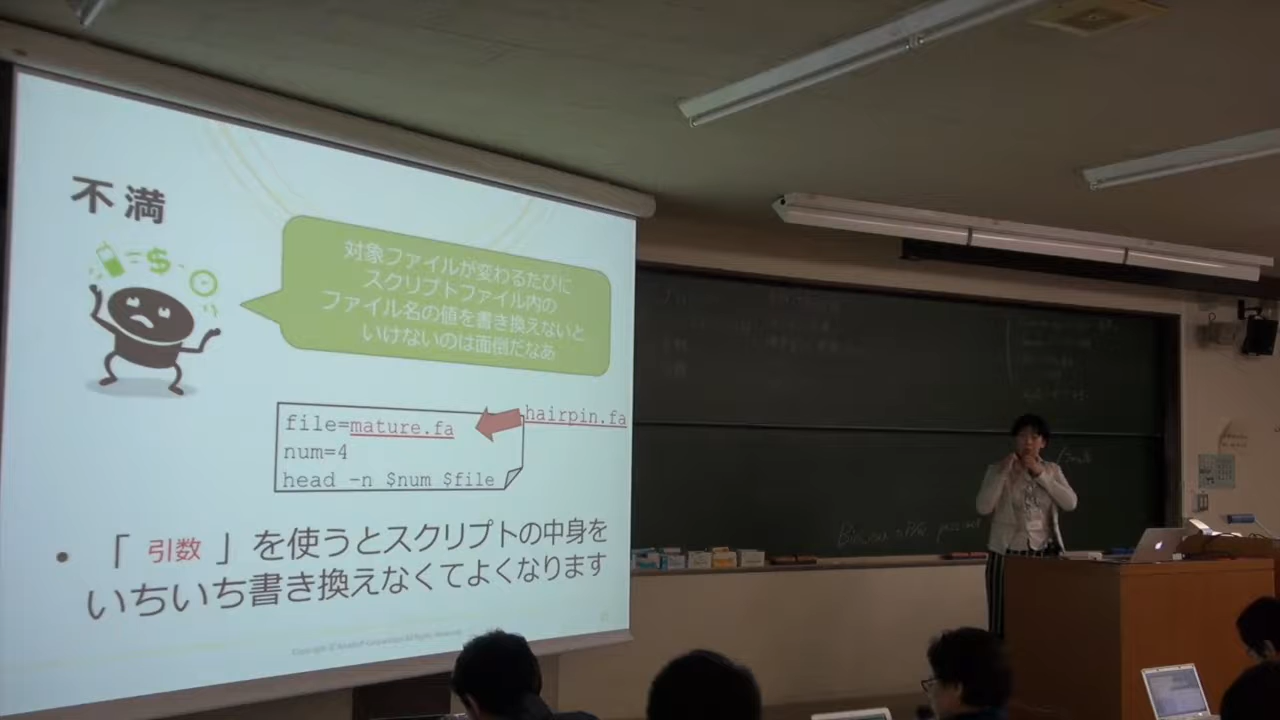 不満
対象ファイルが変わるたびに
スクリプトファイル内の
ファイル名の値を書き換えないと
いけないのは面倒だなあ
file=mature.fa
hairpin.fa
num=4
head -n $num $file
• 「 引数 」を使うとスクリプトの中身を
いちいち書き換えなくてよくなります